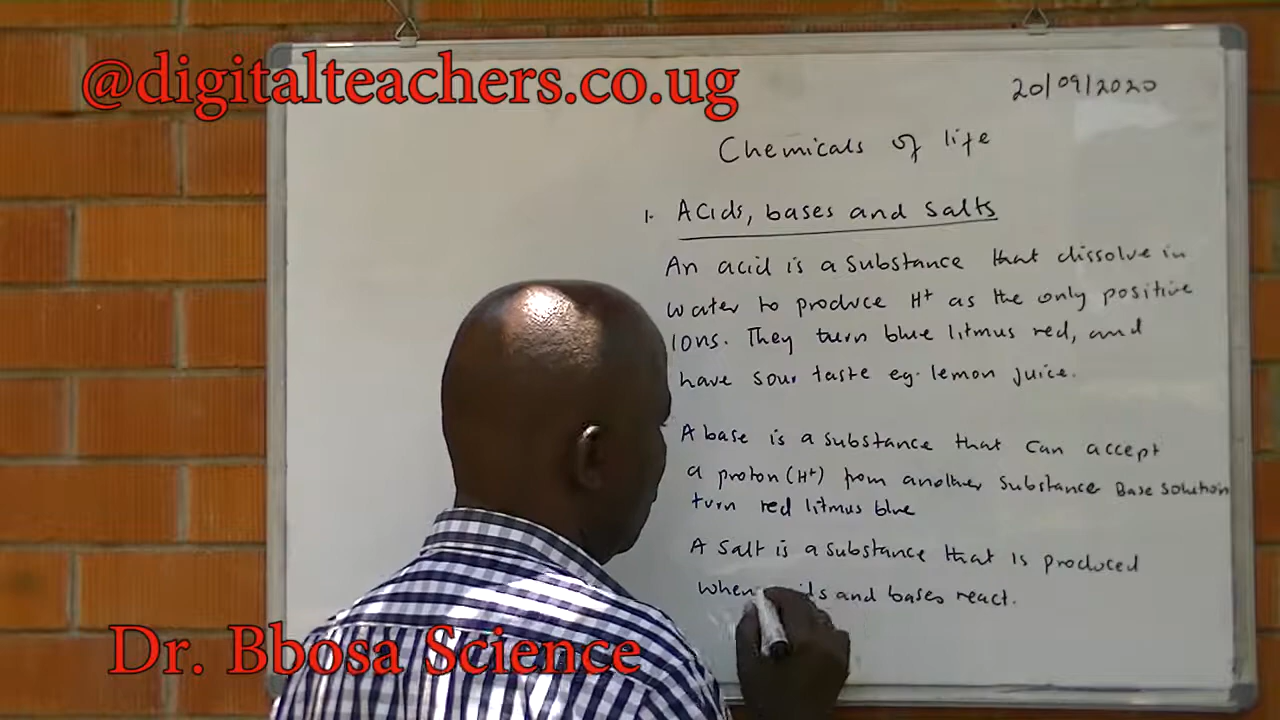 @digitalteachers.co.ug
20/09/2020
Chemicals of life
1. Acids, bases and salts
An acid is a substance that dissolve in
water to produce H+ as the only positive
Ions. They turn blue litmus red, and
have sour taste eg. lemon juice.
A base is a substance that can accept
a proton (H+) from another substance Base solution
turn red litmus blue
A salt is a substance that is produced
when and bases react.
Dr. Bbosa Science